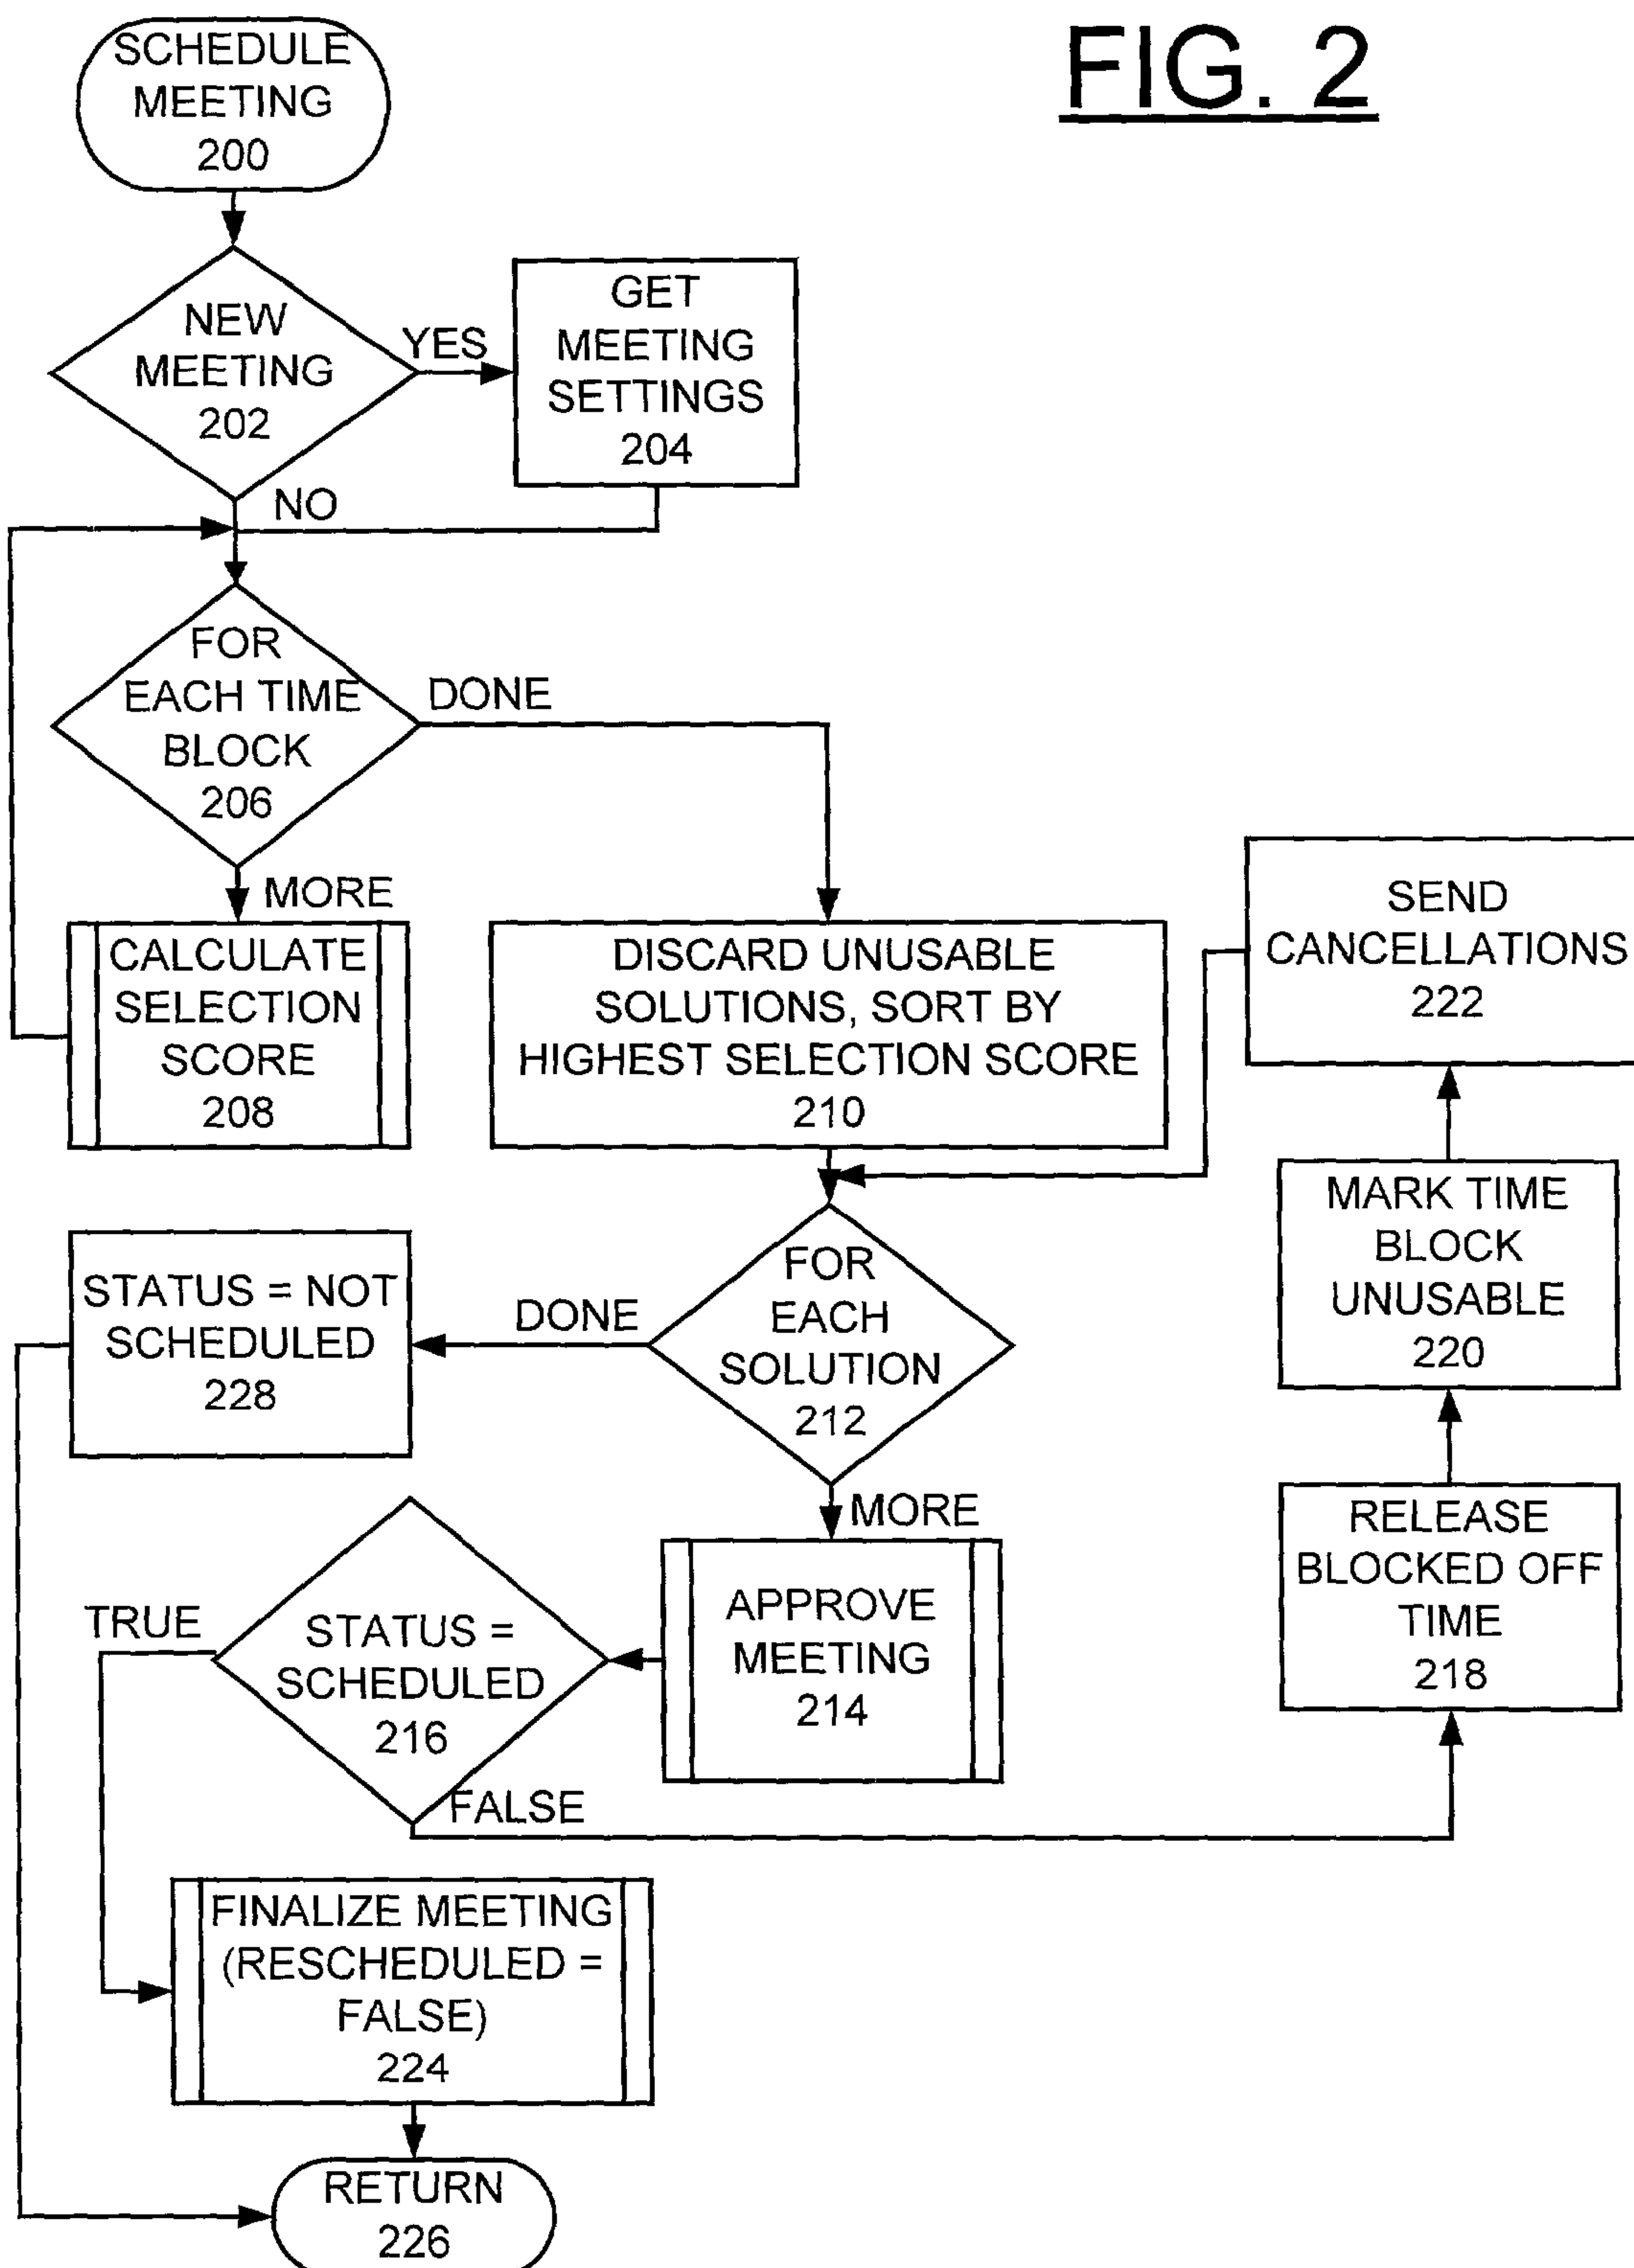 FIG. 2
SCHEDULE
MEETING
200
NEW
MEETING
202
YES
GET
MEETING
SETTINGS
204
NO
FOR
EACH TIME
BLOCK
206
DONE
MORE
CALCULATE
SELECTION
SCORE
208
DISCARD UNUSABLE
SOLUTIONS, SORT BY
HIGHEST SELECTION SCORE
210
SEND
CANCELLATIONS
222
MARK TIME
BLOCK
UNUSABLE
220
FOR
EACH
SOLUTION
212
DONE
STATUS = NOT
SCHEDULED
228
MORE
APPROVE
MEETING
214
RELEASE
BLOCKED OFF
TIME
218
STATUS =
SCHEDULED
216
TRUE
FALSE
FINALIZE MEETING
(RESCHEDULED =
FALSE)
224
RETURN
226